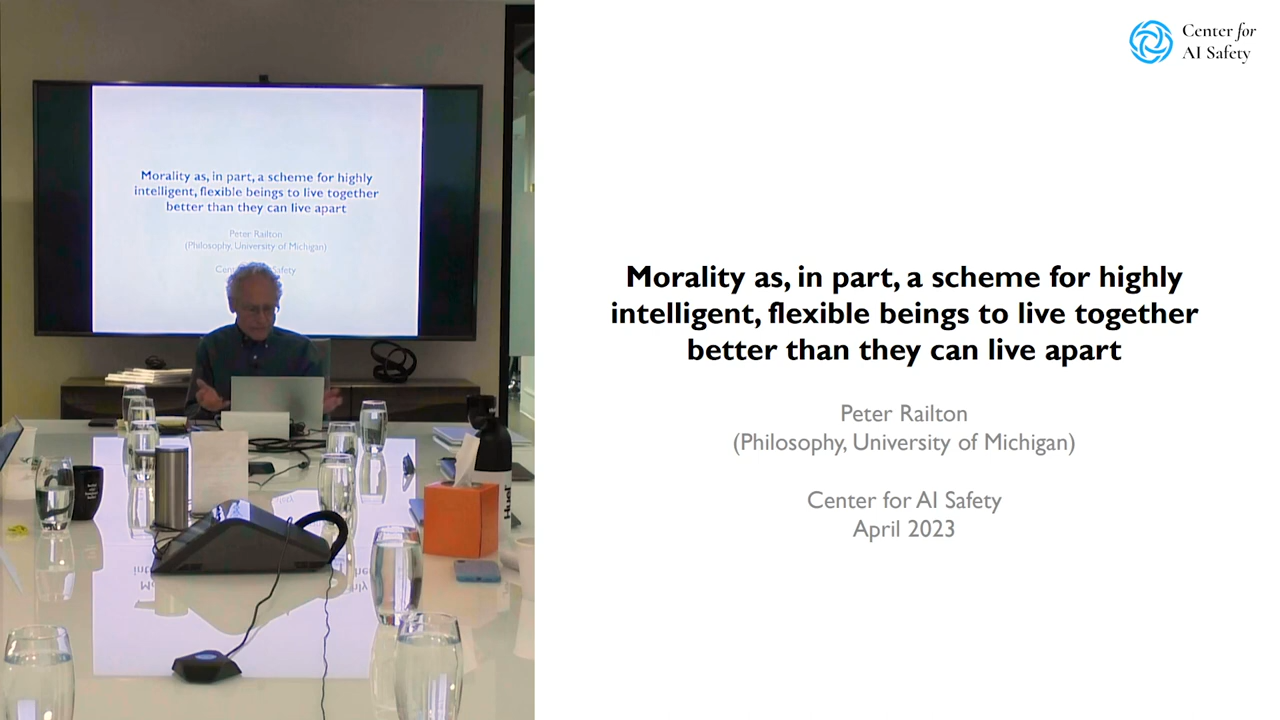 Morality as, in part, a scheme for highly
intelligent, flexible beings to live together
better than they can live apart
Peter Railton
(Philosophy, University of Michigan)
Safety
Huel
Center for
AI Safety
Morality as, in part, a scheme for highly
intelligent, flexible beings to live together
better than they can live apart
Peter Railton
(Philosophy, University of Michigan)
Center for AI Safety
April 2023